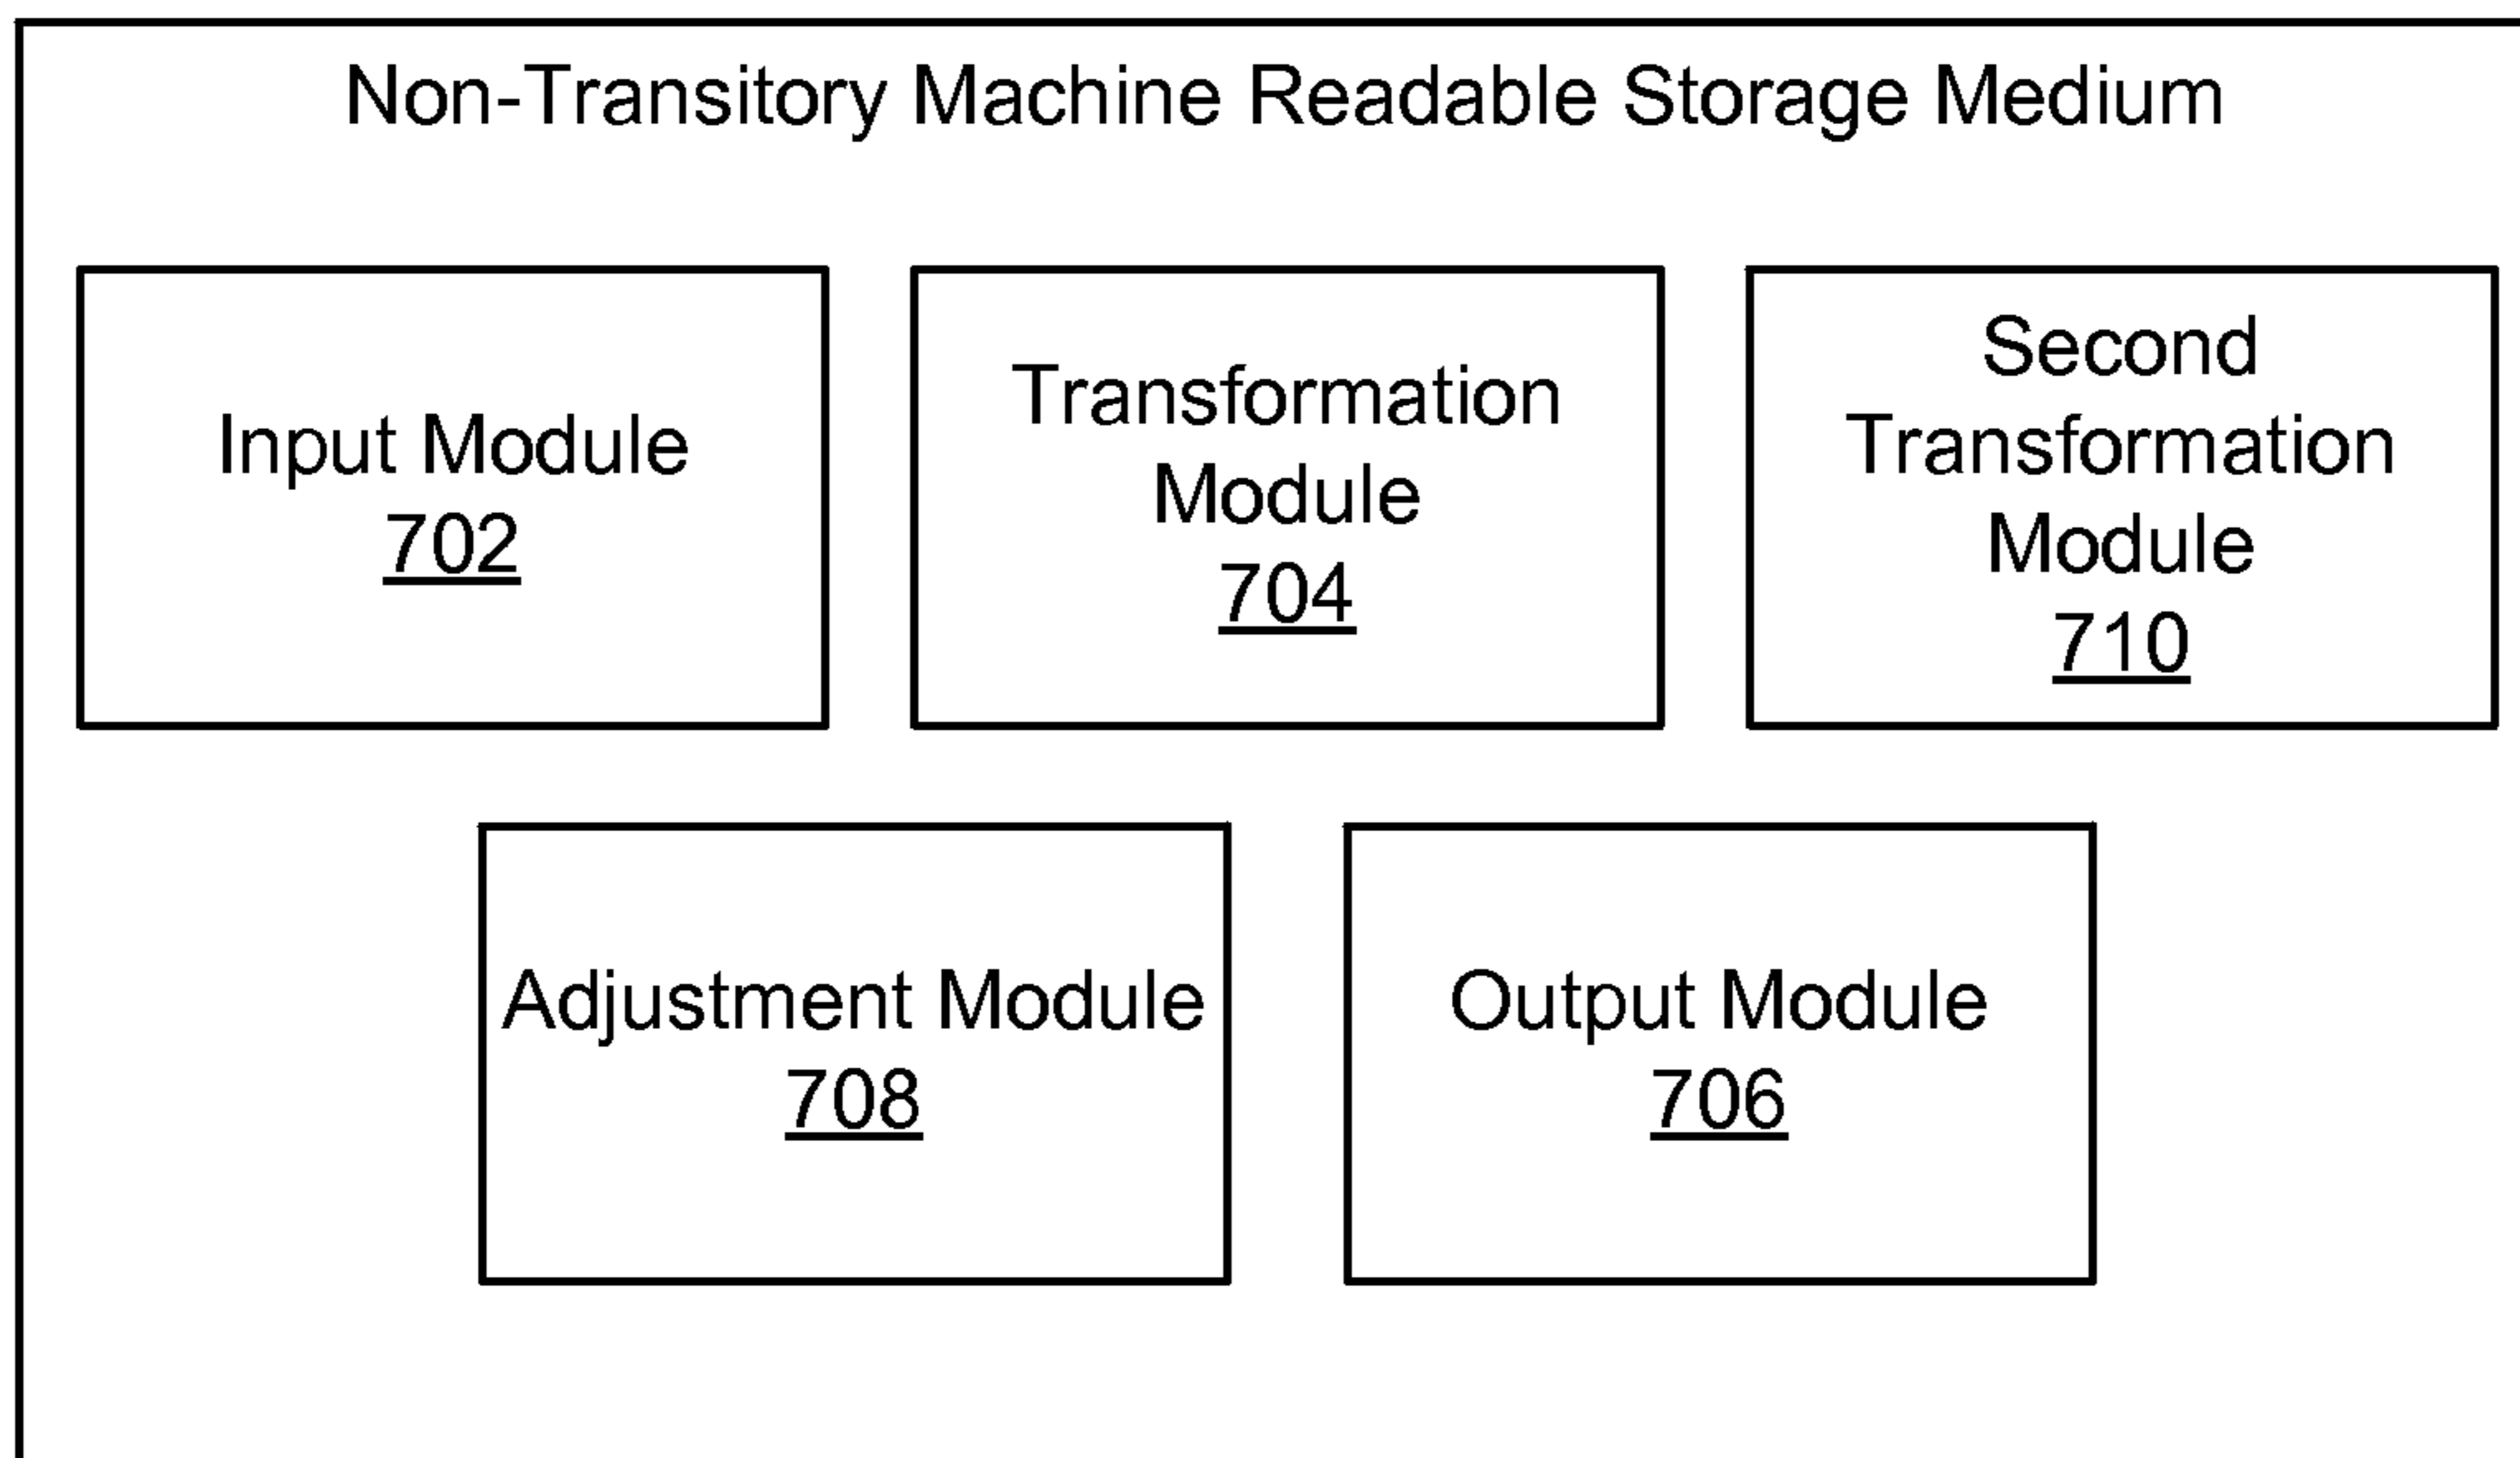 Non-Transitory Machine Readable Storage Medium
Input Module
702
Transformation
Module
704
Second
Transformation
Module
710
Adjustment Module
708
Output Module
706